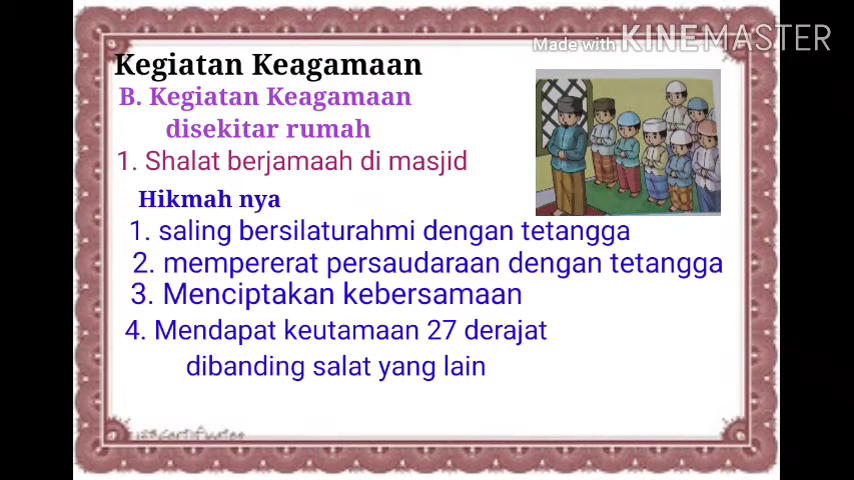 Made with KINEMASTER
Kegiatan Keagamaan
B. Kegiatan Keagamaan
disekitar rumah
1. Shalat berjamaah di masjid
Hikmah nya
1. saling bersilaturahmi dengan tetangga
2. mempererat persaudaraan dengan tetangga
3. Menciptakan kebersamaan
4. Mendapat keutamaan 27 derajat
dibanding salat yang lain